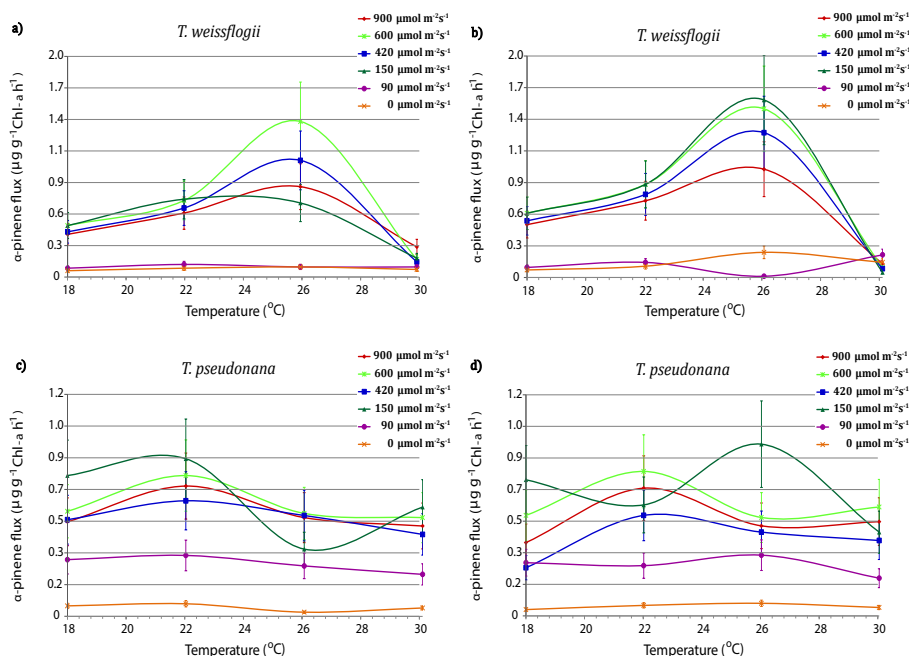 a)
T. weissflogii
900 μmol m⁻²s⁻¹
600 μmol m⁻²s⁻¹
420 μmol m⁻²s⁻¹
150 μmol m⁻²s⁻¹
90 μmol m⁻²s⁻¹
0 μmol m⁻²s⁻¹
α-pinene flux (μg g⁻¹Chl-a h⁻¹)
2.0
1.7
1.4
0.9
0.6
0.3
0
18 20 22 24 26 28 30
Temperature (°C)
b)
T. weissflogii
900 μmol m⁻²s⁻¹
600 μmol m⁻²s⁻¹
420 μmol m⁻²s⁻¹
150 μmol m⁻²s⁻¹
90 μmol m⁻²s⁻¹
0 μmol m⁻²s⁻¹
α-pinene flux (μg g⁻¹Chl-a h⁻¹)
2.0
1.7
1.4
0.9
0.6
0.3
0
18 20 22 24 26 28 30
Temperature (°C)
c)
T. pseudonana
900 μmol m⁻²s⁻¹
600 μmol m⁻²s⁻¹
420 μmol m⁻²s⁻¹
150 μmol m⁻²s⁻¹
90 μmol m⁻²s⁻¹
0 μmol m⁻²s⁻¹
α-pinene flux (μg g⁻¹Chl-a h⁻¹)
1.2
1.0
0.9
0.7
0.5
0.3
0.2
0
18 20 22 24 26 28 30
Temperature (°C)
d)
T. pseudonana
900 μmol m⁻²s⁻¹
600 μmol m⁻²s⁻¹
420 μmol m⁻²s⁻¹
150 μmol m⁻²s⁻¹
90 μmol m⁻²s⁻¹
0 μmol m⁻²s⁻¹
α-pinene flux (μg g⁻¹Chl-a h⁻¹)
1.2
1.0
0.9
0.7
0.5
0.3
0.2
0
18 20 22 24 26 28 30
Temperature (°C)